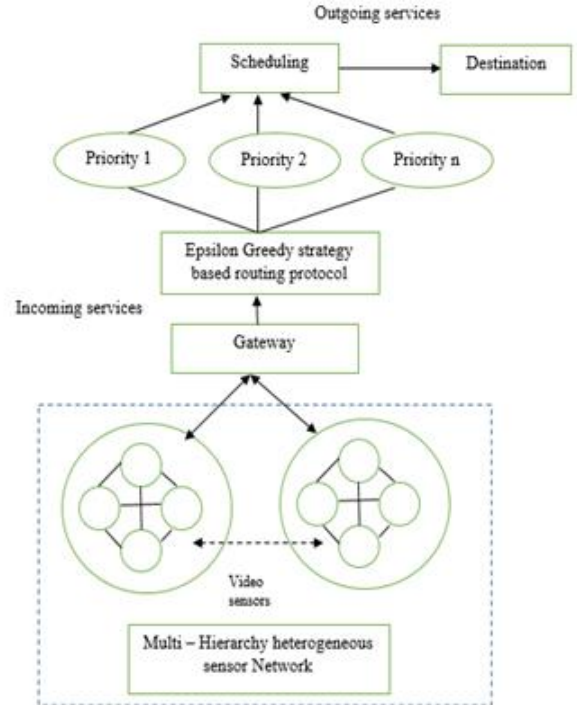 Outgoing services
Scheduling
Destination
Priority 1
Priority 2
Priority n
Epsilon Greedy strategy
based routing protocol
Incoming services
Gateway
Video
sensors
Multi – Hierarchy heterogeneous
sensor Network